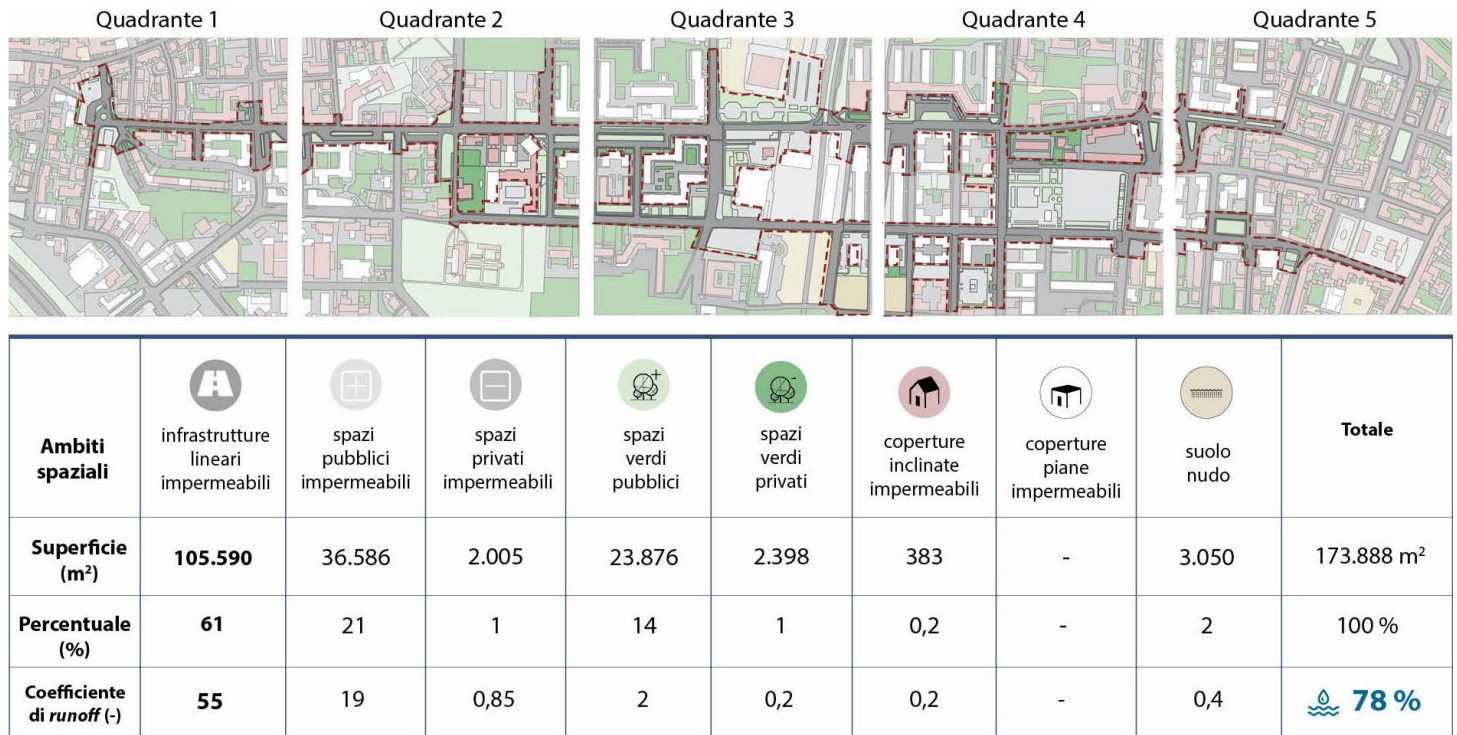 Quadrante 1
Quadrante 2
Quadrante 3
Quadrante 4
Quadrante 5
Ambiti
spaziali
infrastrutture
lineari
impermeabili
spazi
pubblici
impermeabili
spazi
privati
impermeabili
spazi
verdi
pubblici
spazi
verdi
privati
coperture
inclinate
impermeabili
coperture
piane
impermeabili
suolo
nudo
Totale
Superficie
(m²)
105.590
36.586
2.005
23.876
2.398
383
-
3.050
173.888 m²
Percentuale
(%)
61
21
1
14
1
0,2
-
2
100 %
Coefficiente
di runoff (-)
55
19
0,85
2
0,2
0,2
-
0,4
78 %